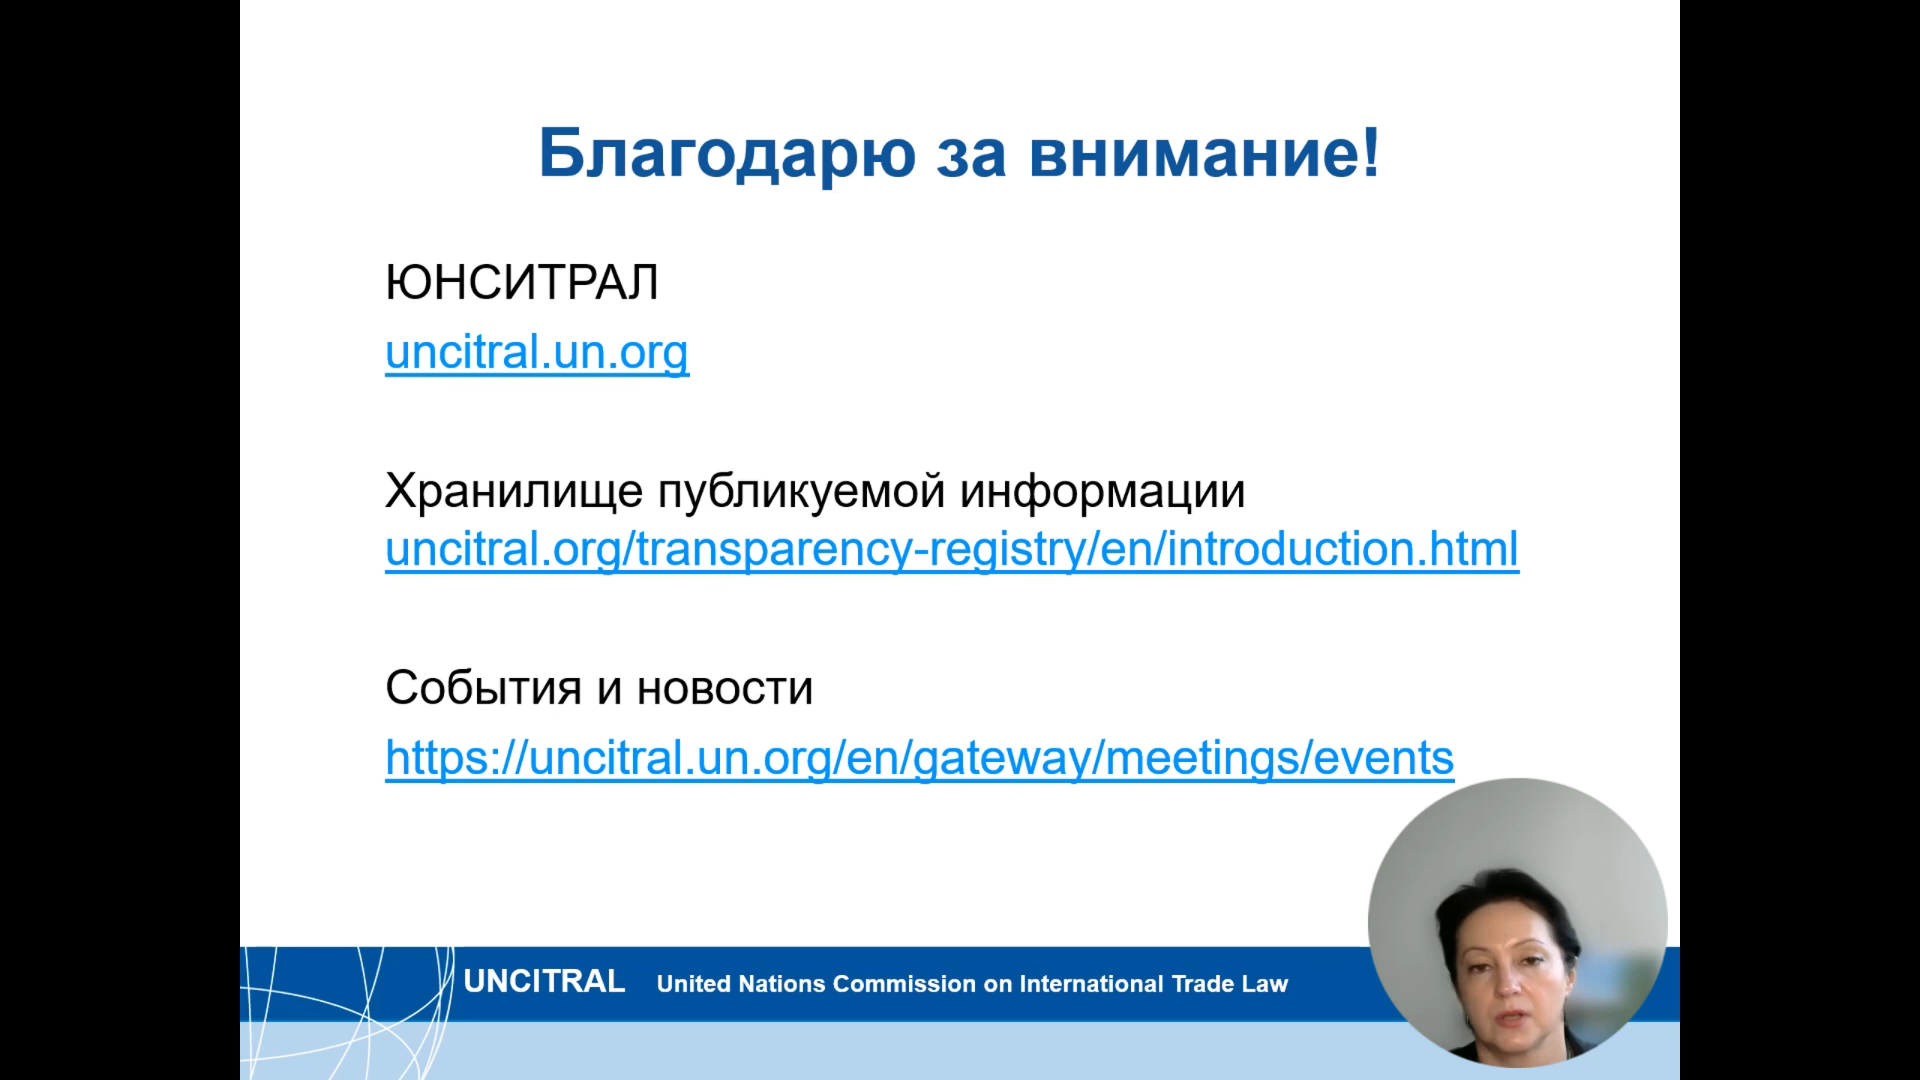 Благодарю за внимание!
ЮНСИТРАЛ
uncitral.un.org
Хранилище публикуемой информации
uncitral.org/transparency-registry/en/introduction.html
События и новости
https://uncitral.un.org/en/gateway/meetings/events
UNCITRAL United Nations Commission on International Trade Law